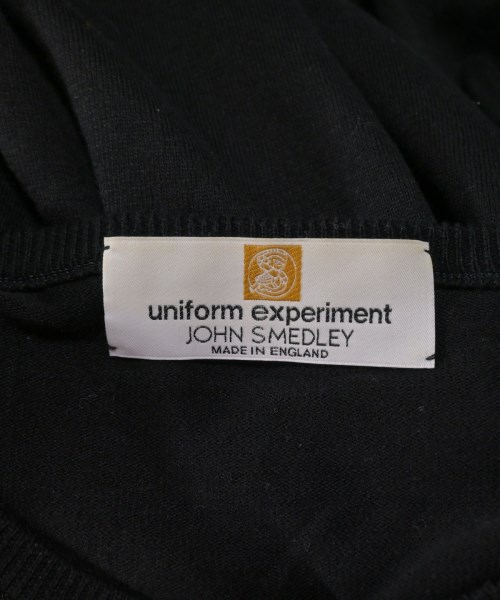 uniform experiment
JOHN SMEDLEY
MADE IN ENGLAND